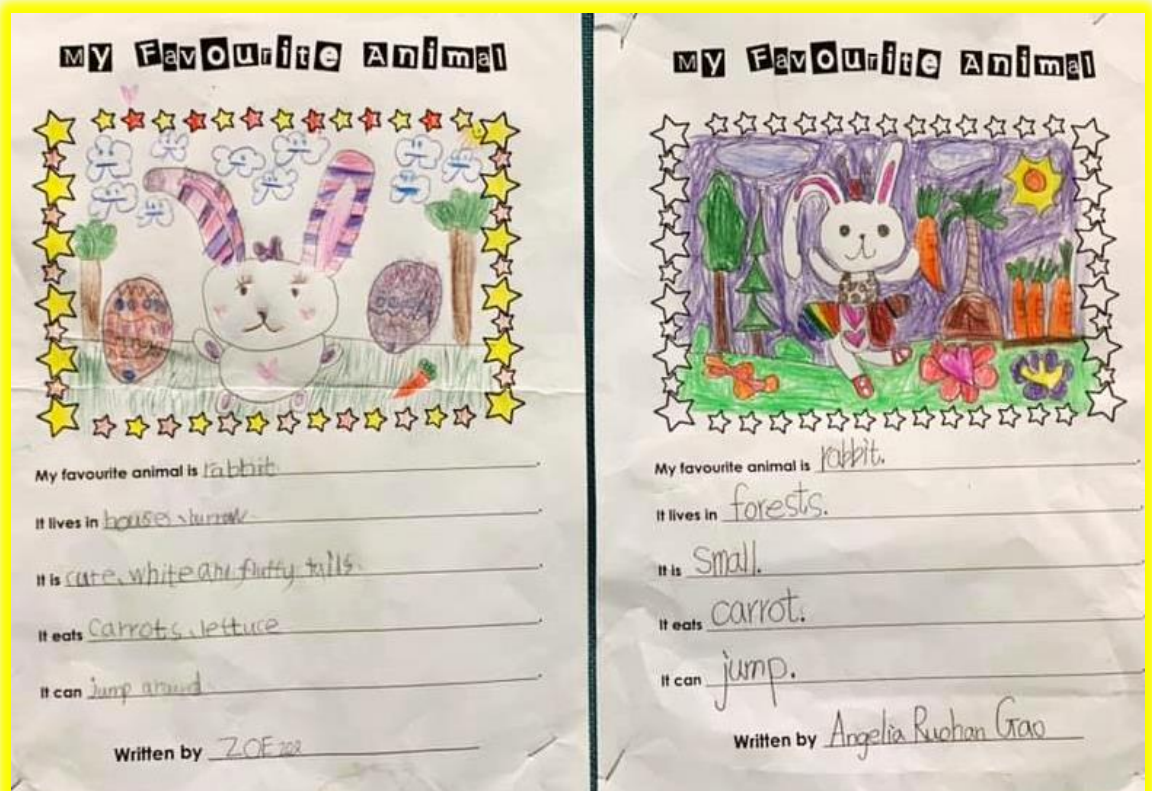 My Favourite Animal
My favourite animal is rabbit.
It lives in house, burrow.
It is cute, white and fluffy tails.
It eats carrots, lettuce.
It can jump around.
Written by ZOE
My Favourite Animal
My favourite animal is rabbit.
It lives in forests.
It is small.
It eats carrot.
It can jump.
Written by Angelia Ruohan Gao